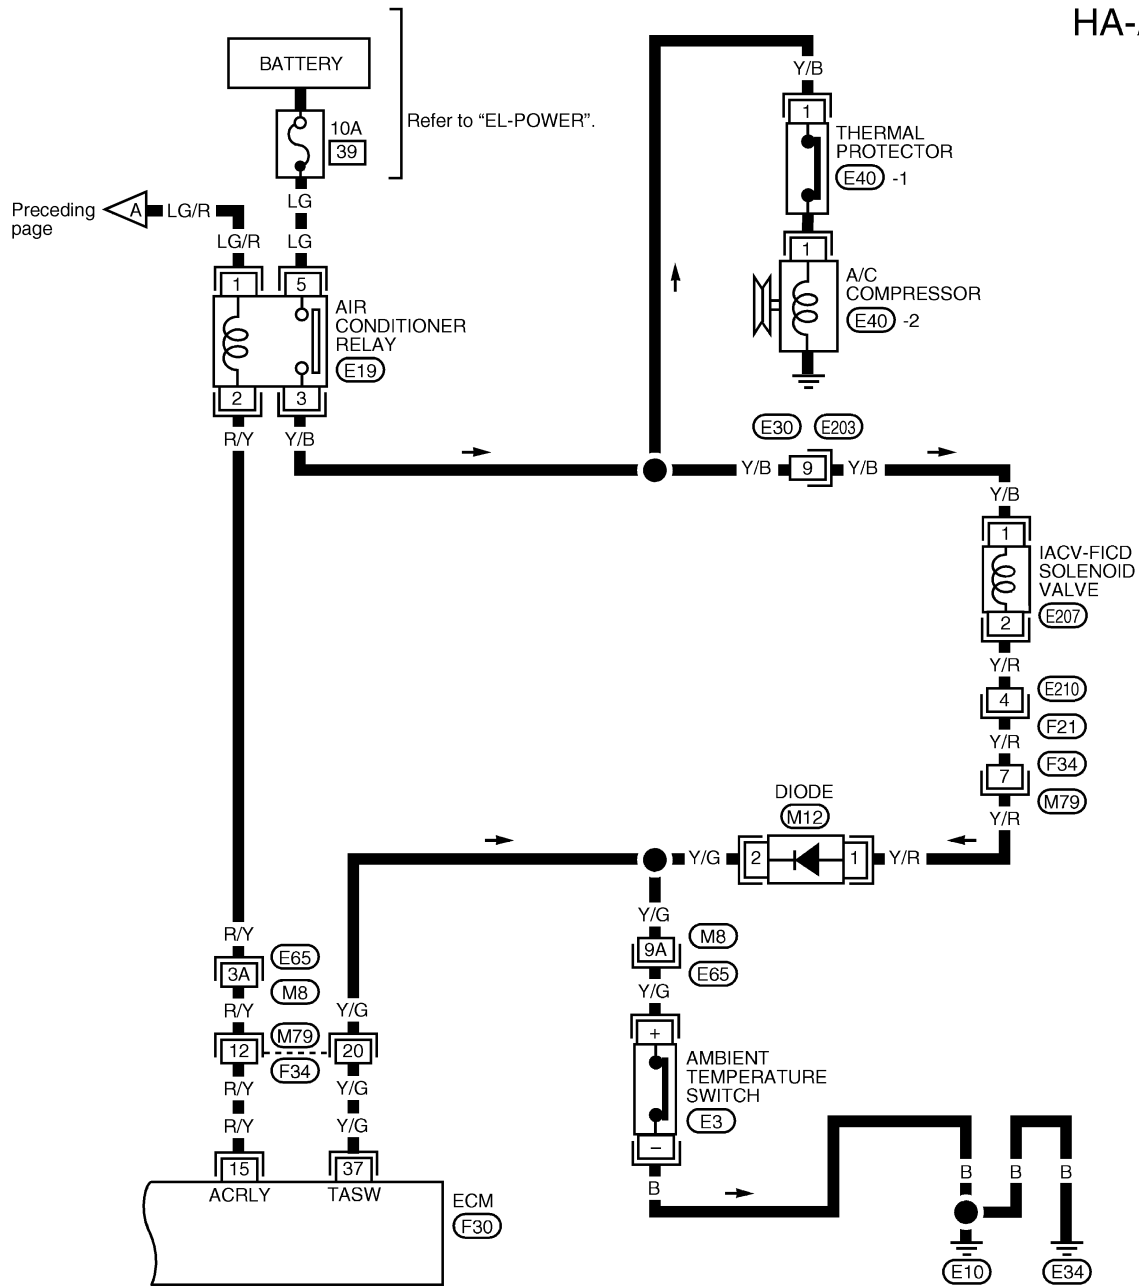 HA-
BATTERY
10A
39
Refer to “EL-POWER”.
Preceding
page
A
LG/R
LG
LG/R
LG
1
5
AIR
CONDITIONER
RELAY
E19
2
3
R/Y
Y/B
Y/B
1
THERMAL
PROTECTOR
E40 -1
1
A/C
COMPRESSOR
E40 -2
E30
E203
Y/B
9
Y/B
Y/B
1
IACV-FICD
SOLENOID
VALVE
E207
2
Y/R
4
E210
F21
Y/R
7
F34
M79
Y/R
DIODE
M12
Y/G
2
1
Y/R
Y/G
9A
M8
E65
Y/G
+
AMBIENT
TEMPERATURE
SWITCH
E3
–
B
R/Y
3A
E65
M8
R/Y
Y/G
M79
12
20
F34
R/Y
Y/G
R/Y
Y/G
15
37
ACRLY
TASW
ECM
F30
B
B
B
E10
E34